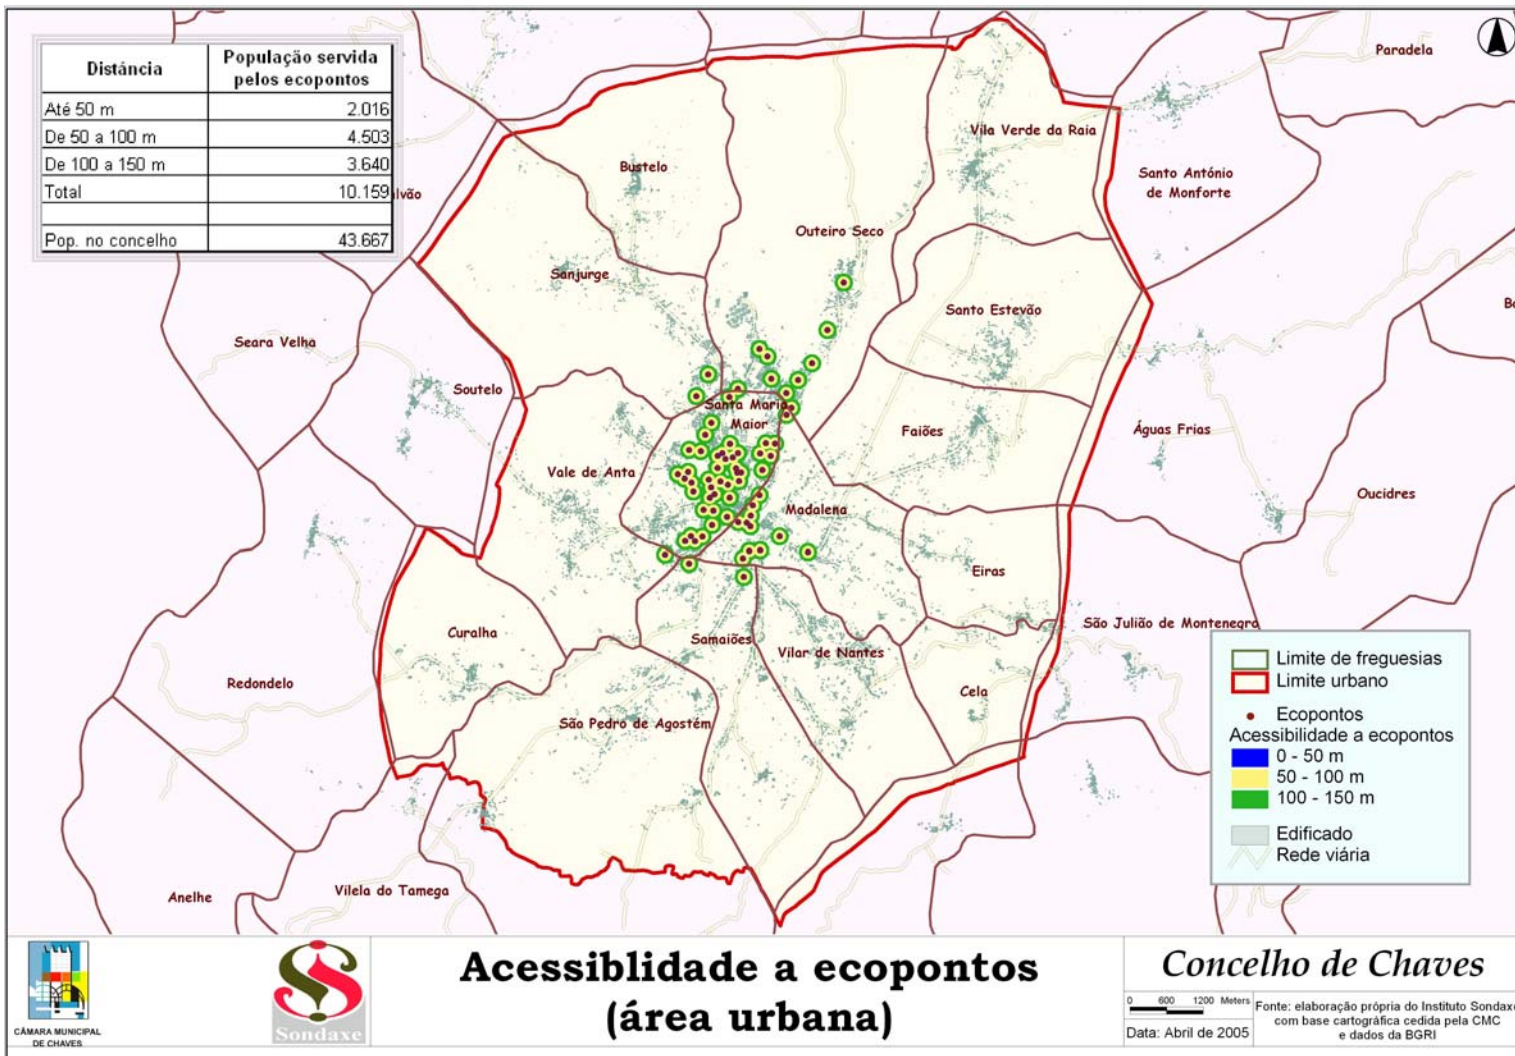 Distância
População servida
pelos ecopontos
Até 50 m 2.016
De 50 a 100 m 4.503
De 100 a 150 m 3.640
Total 10.159
Pop. no concelho 43.667
Paradela
Vila Verde da Raia
Bustelo
Santo António
de Monforte
Outeiro Seco
Sanjurge
Santo Estevão
Seara Velha
Soutelo
Santa Maria
Maior
Faiões
Águas Frias
Vale de Anta
Oucidres
Madalena
Eiras
Curalha
Samaiões
Vilar de Nantes
São Julião de Montenegro
Redondelo
Cela
São Pedro de Agostém
Anelhe
Vilela do Tamega
Limite de freguesias
Limite urbano
Ecopontos
Acessibilidade a ecopontos
0 - 50 m
50 - 100 m
100 - 150 m
Edificado
Rede viária
CÂMARA MUNICIPAL
DE CHAVES
Sondaxe
Acessiblidade a ecopontos
(área urbana)
Concelho de Chaves
0 600 1200 Meters
Data: Abril de 2005
Fonte: elaboração própria do Instituto Sondaxe
com base cartográfica cedida pela CMC
e dados da BGRI